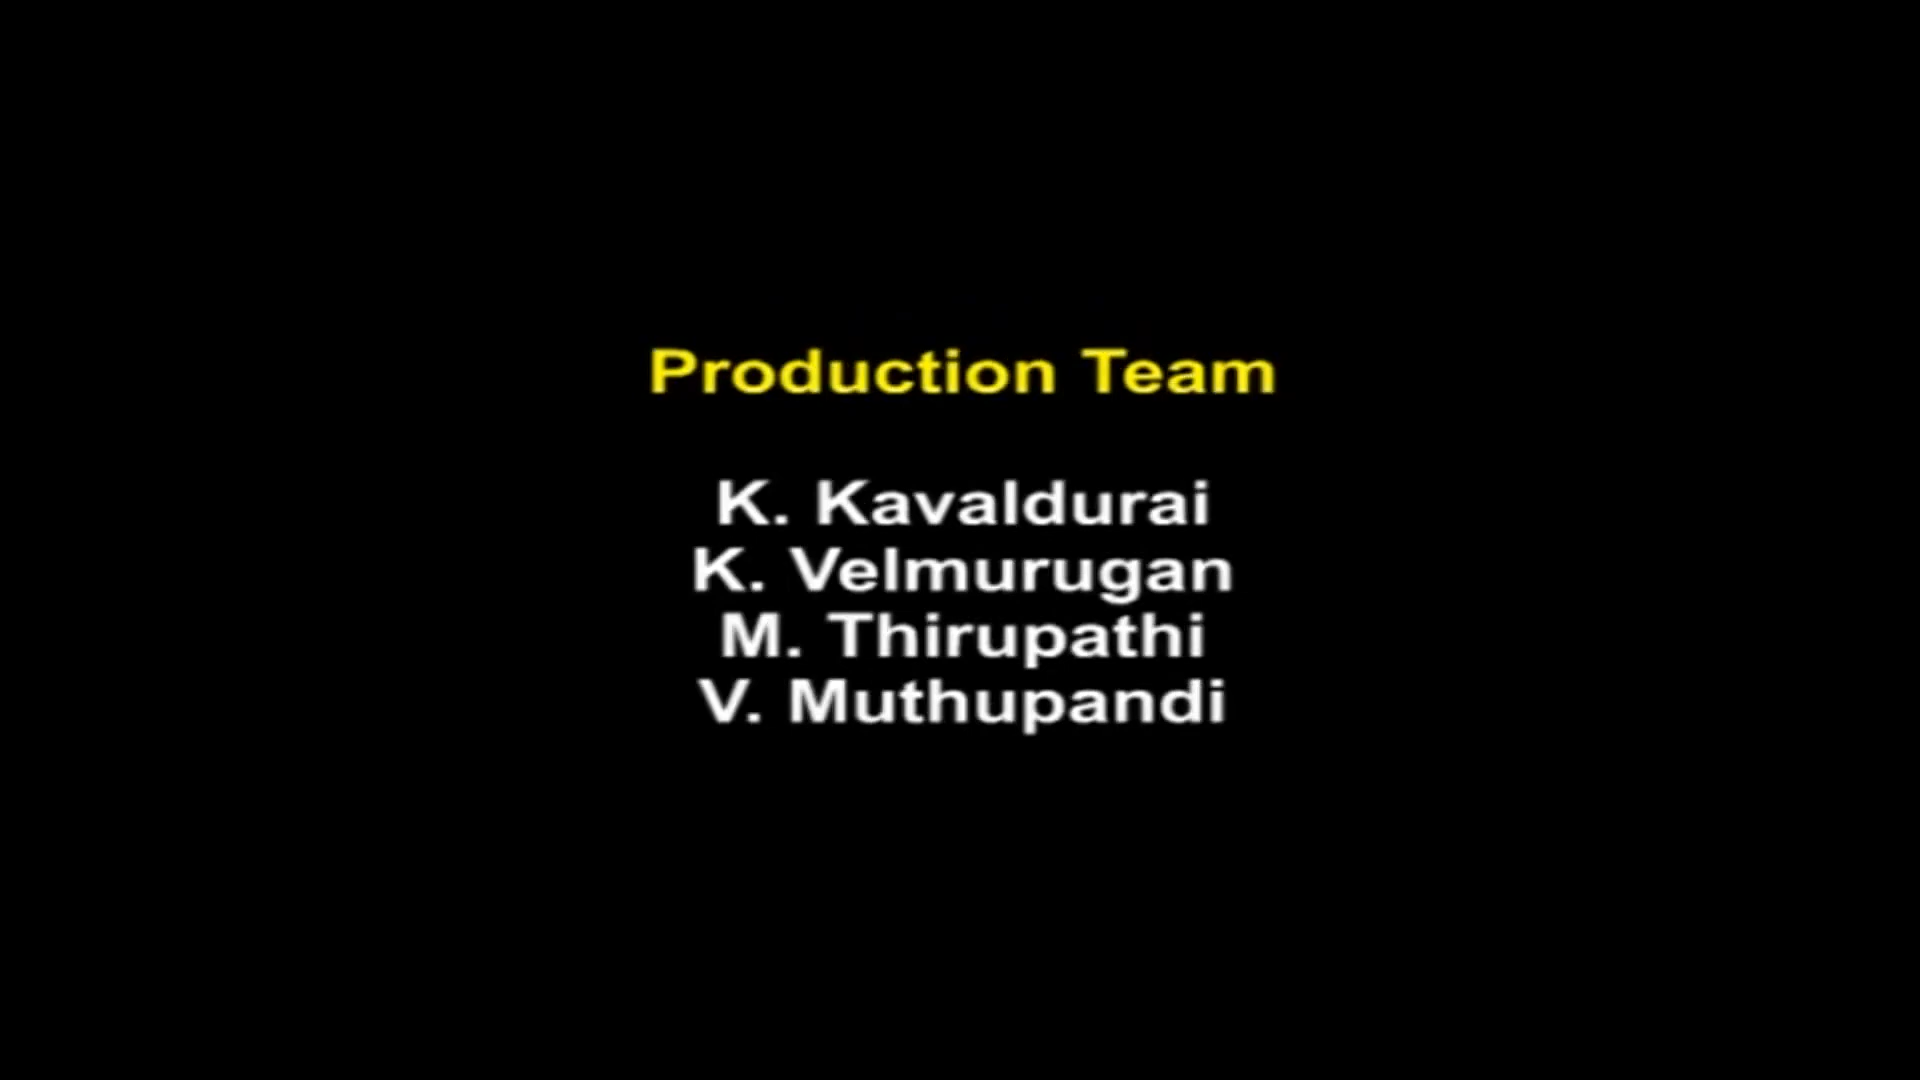 Production Team
K. Kavaldurai
K. Velmurugan
M. Thirupathi
V. Muthupandi